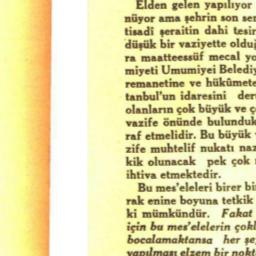 Elden gelen yapılıyor
nüyor ama şehrin son sen
tisadî şeraitin dahi tesir
düşük bir vaziyette olduğ
ra maatteessüf mecal yo
miyeti Umumiyei Belediy
remanetine ve hükûmete
tanbul'un idaresini der
olanların çok büyük ve ç
vazife önünde bulunduk
raf etmelidir. Bu büyük
zife muhtelif nukatı naz
kik olunacak pek çok
ihtiva etmektedir.
Bu mes'eleleri birer bi
rak enine boyuna tetkik
ki mümkündür. Fakat
için bu mes'elelerin çokl
bocalamaktansa her şe
yapılması elzem bir nokt